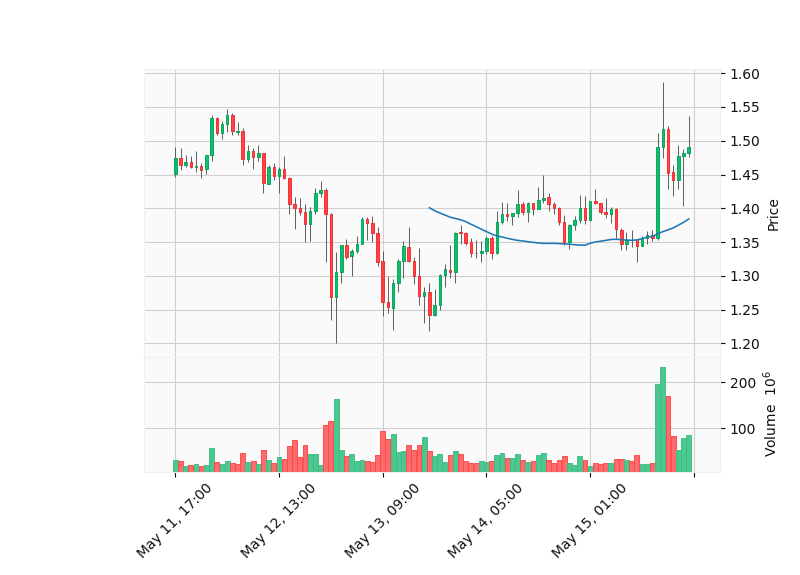 1.60
1.55
1.50
1.45
1.40
1.35
1.30
1.25
1.20
Price
200
100
Volume 10⁶
May 11, 17:00
May 12, 13:00
May 13, 09:00
May 14, 05:00
May 15, 01:00